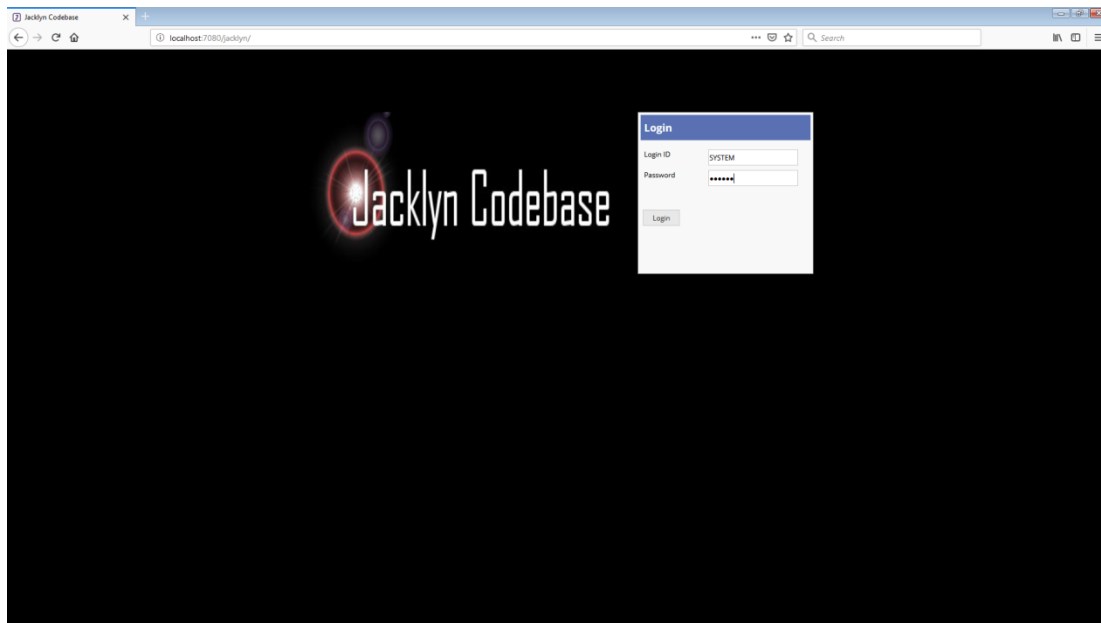 Jacklyn Codebase
localhost:7080/jacklyn/
Search
Jacklyn Codebase
Login
Login ID
SYSTEM
Password
••••••
Login